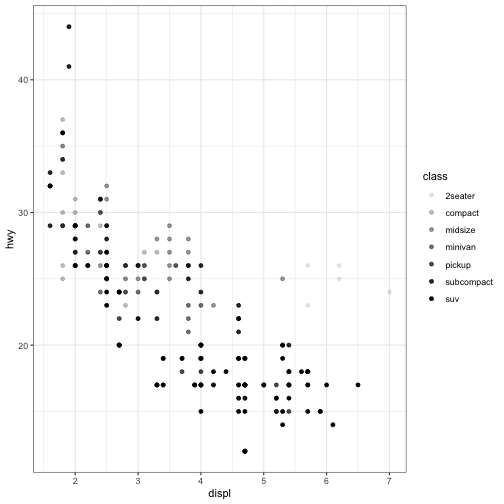 40
30
20
hwy
2
3
4
5
6
7
displ
class
2seater
compact
midsize
minivan
pickup
subcompact
suv